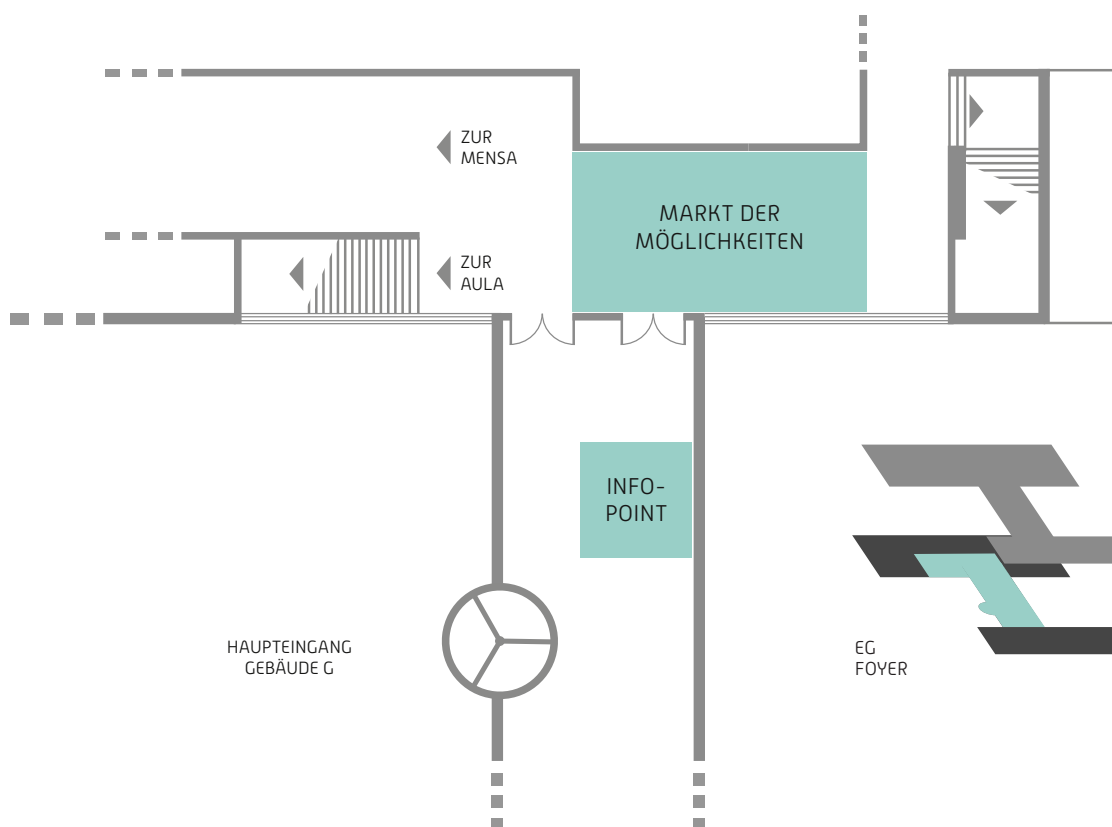 ZUR
MENSA
MARKT DER
MÖGLICHKEITEN
ZUR
AULA
INFO-
POINT
HAUPTEINGANG
GEBÄUDE G
EG
FOYER